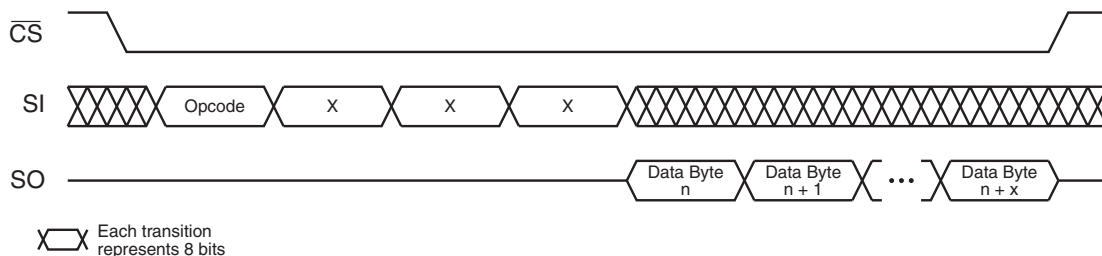 CS
SI Opcode X X X
SO Data Byte n Data Byte n + 1 ••• Data Byte n + x
Each transition
represents 8 bits